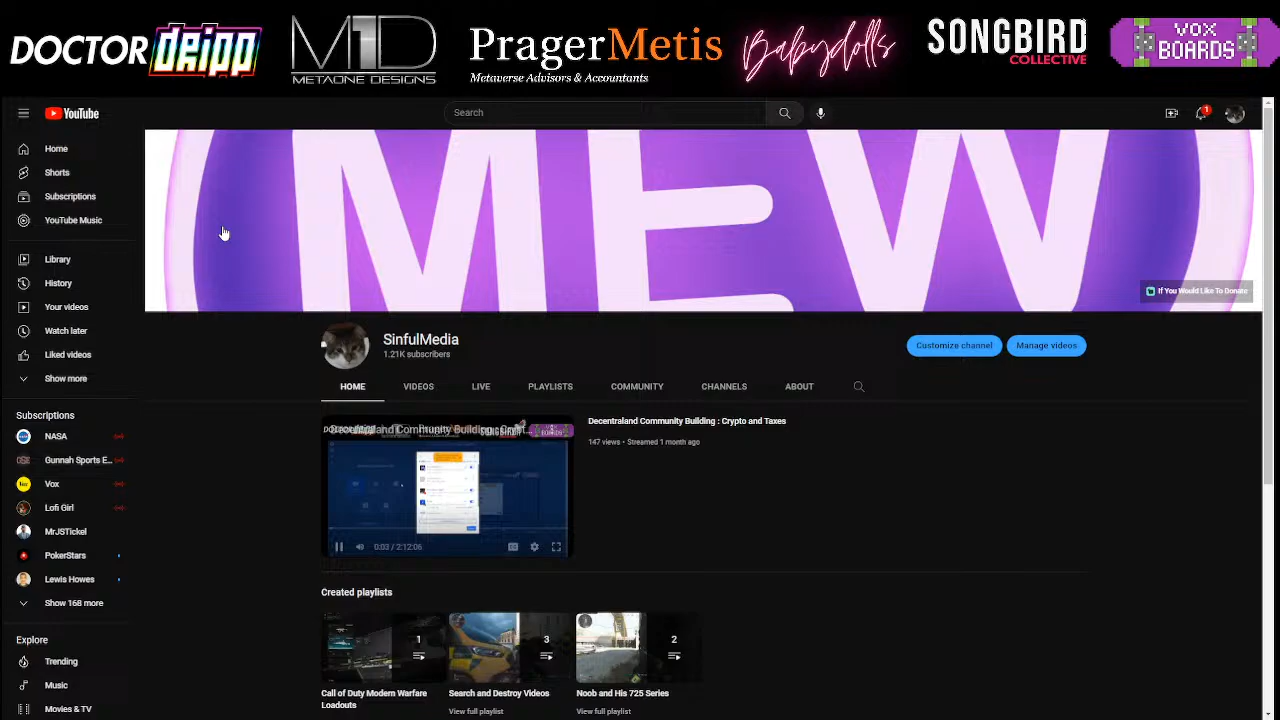 DOCTOR deipp
M1D
METAONE DESIGNS
PragerMetis
Metaverse Advisors & Accountants
Babydolls
SONGBIRD
COLLECTIVE
VOX
BOARDS
YouTube
Search
1
Home
Shorts
Subscriptions
YouTube Music
Library
History
Your videos
Watch later
Liked videos
Show more
Subscriptions
NASA
Gunnah Sports E...
Vox
Lofi Girl
MrJSTickel
PokerStars
Lewis Howes
Show 168 more
Explore
Trending
Music
Movies & TV
MEW
If You Would Like To Donate
SinfulMedia
1.21K subscribers
Customize channel
Manage videos
HOME
VIDEOS
LIVE
PLAYLISTS
COMMUNITY
CHANNELS
ABOUT
Decentraland Community Building : Crypt...
0:03 / 2:12:06
Decentraland Community Building : Crypto and Taxes
147 views • Streamed 1 month ago
Created playlists
1
3
2
Call of Duty Modern Warfare
Loadouts
Search and Destroy Videos
View full playlist
Noob and His 725 Series
View full playlist